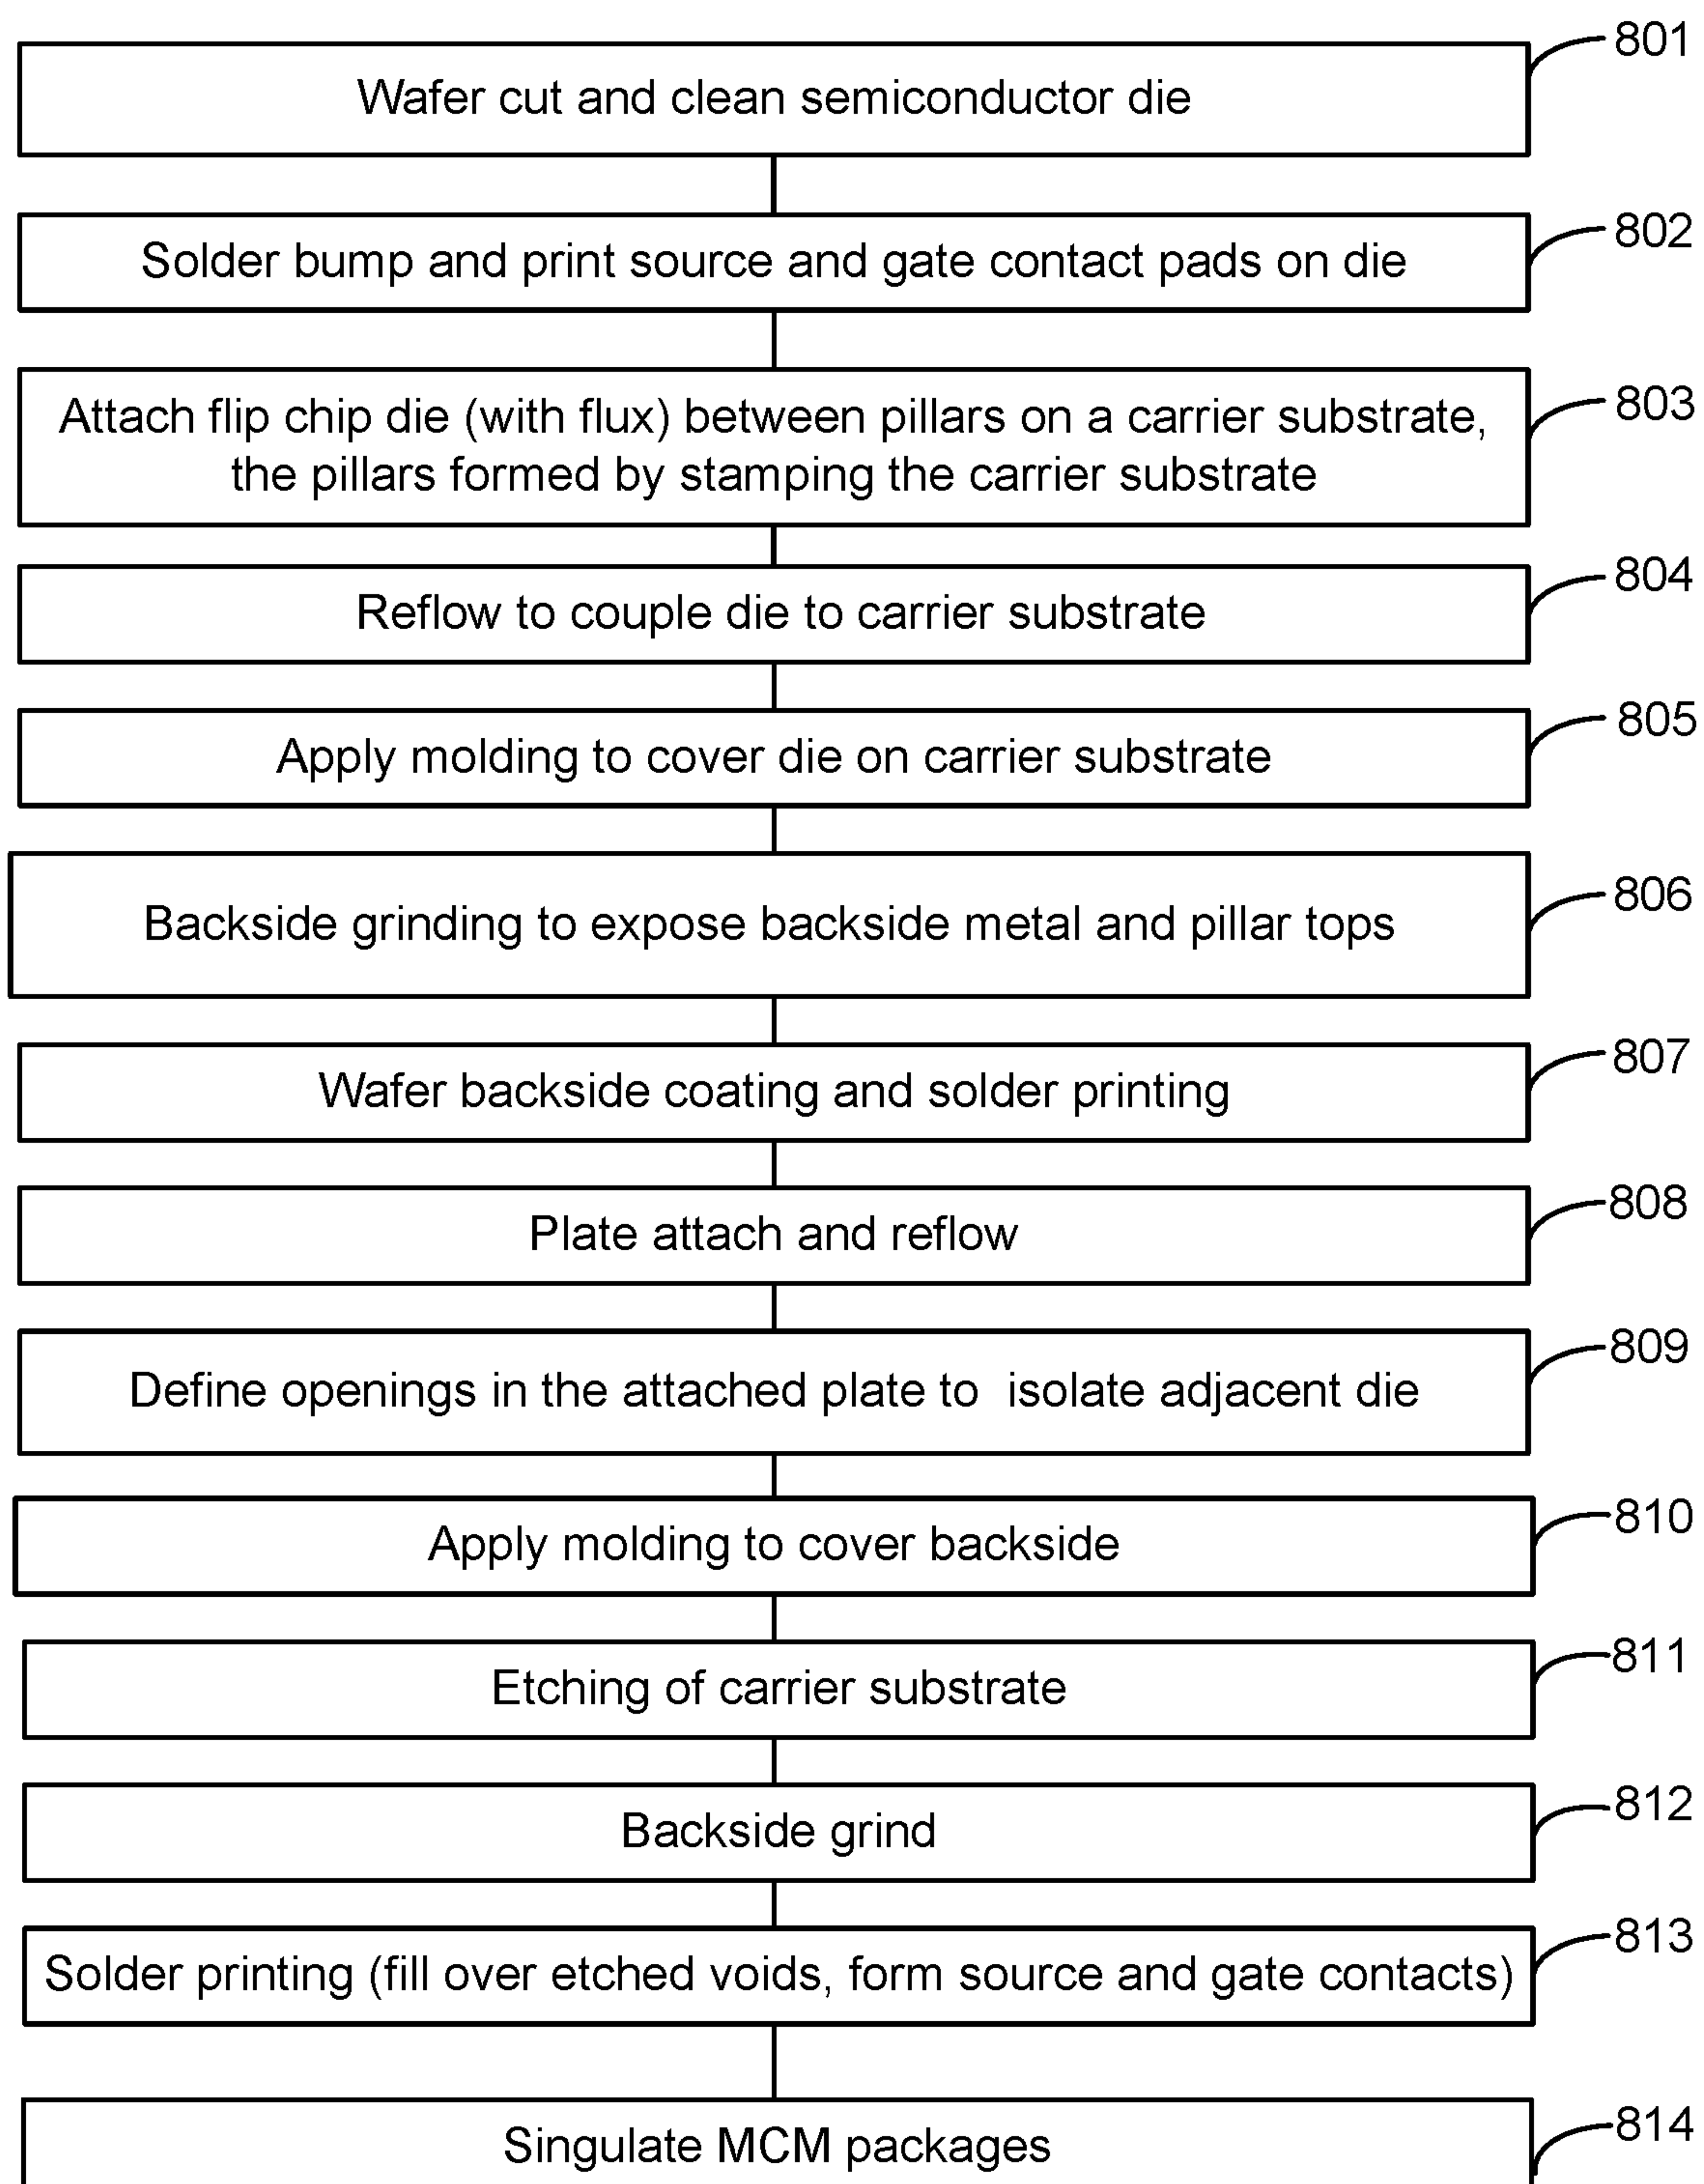 801
Wafer cut and clean semiconductor die
802
Solder bump and print source and gate contact pads on die
803
Attach flip chip die (with flux) between pillars on a carrier substrate,
the pillars formed by stamping the carrier substrate
804
Reflow to couple die to carrier substrate
805
Apply molding to cover die on carrier substrate
806
Backside grinding to expose backside metal and pillar tops
807
Wafer backside coating and solder printing
808
Plate attach and reflow
809
Define openings in the attached plate to  isolate adjacent die
810
Apply molding to cover backside
811
Etching of carrier substrate
812
Backside grind
813
Solder printing (fill over etched voids, form source and gate contacts)
814
Singulate MCM packages